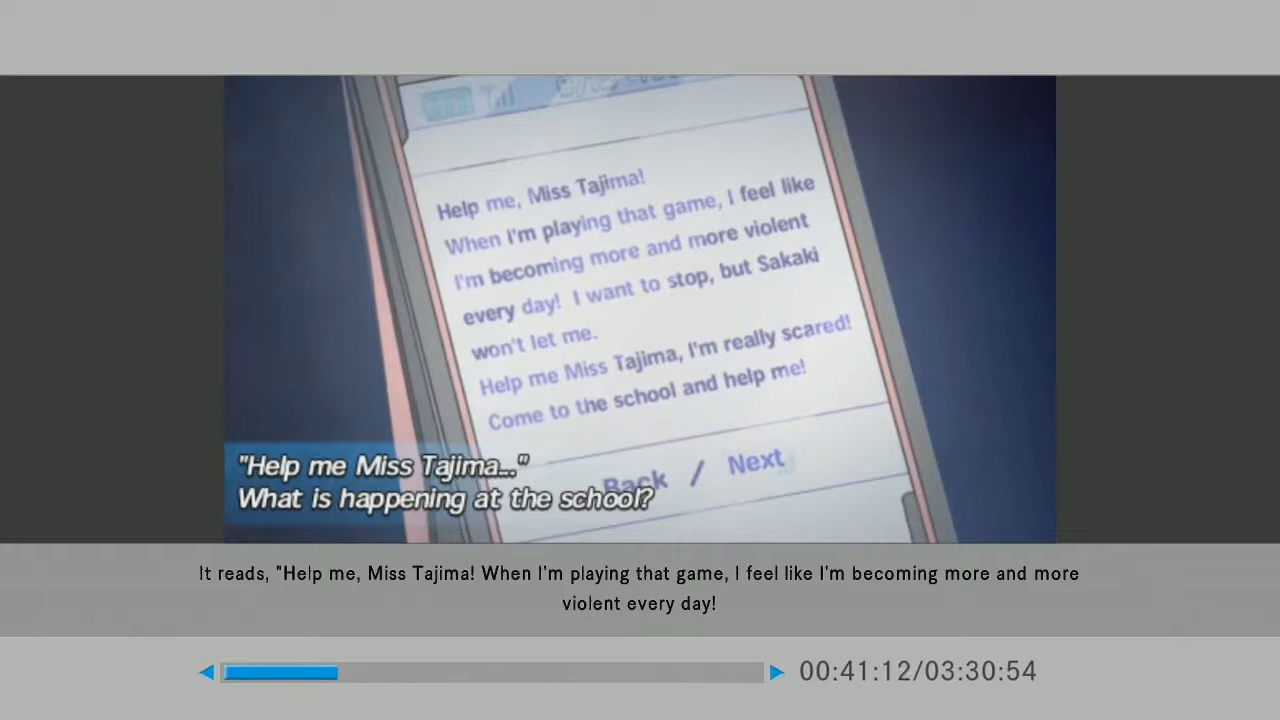 Help me, Miss Tajima!
When I'm playing that game, I feel like
I'm becoming more and more violent
every day! I want to stop, but Sakaki
won't let me.
Help me Miss Tajima, I'm really scared!
Come to the school and help me!
Back / Next
"Help me Miss Tajima..."
What is happening at the school?
It reads, "Help me, Miss Tajima! When I'm playing that game, I feel like I'm becoming more and more
violent every day!
00:41:12/03:30:54